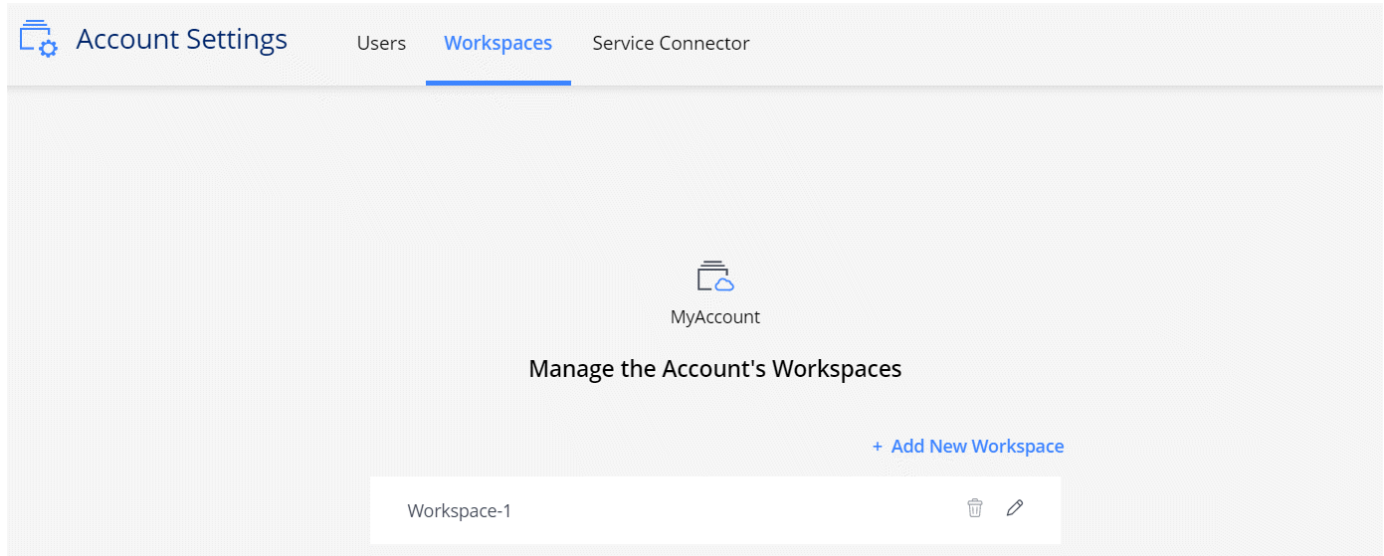 Account Settings
Users
Workspaces
Service Connector
MyAccount
Manage the Account's Workspaces
+ Add New Workspace
Workspace-1